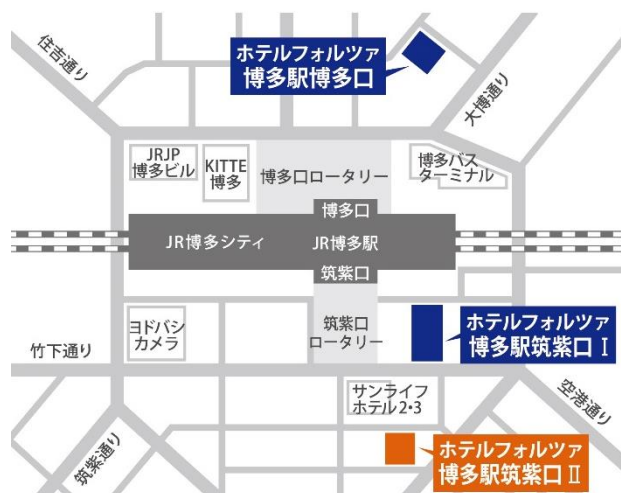 住吉通り
ホテルフォルツァ
博多駅博多口
大博通り
JRJP
博多ビル
KITTE
博多
博多口ロータリー
博多バス
ターミナル
博多口
JR博多シティ
JR博多駅
筑紫口
ヨドバシ
カメラ
筑紫口
ロータリー
ホテルフォルツァ
博多駅筑紫口 Ⅰ
竹下通り
サンライフ
ホテル2・3
空港通り
筑紫通り
ホテルフォルツァ
博多駅筑紫口 Ⅱ